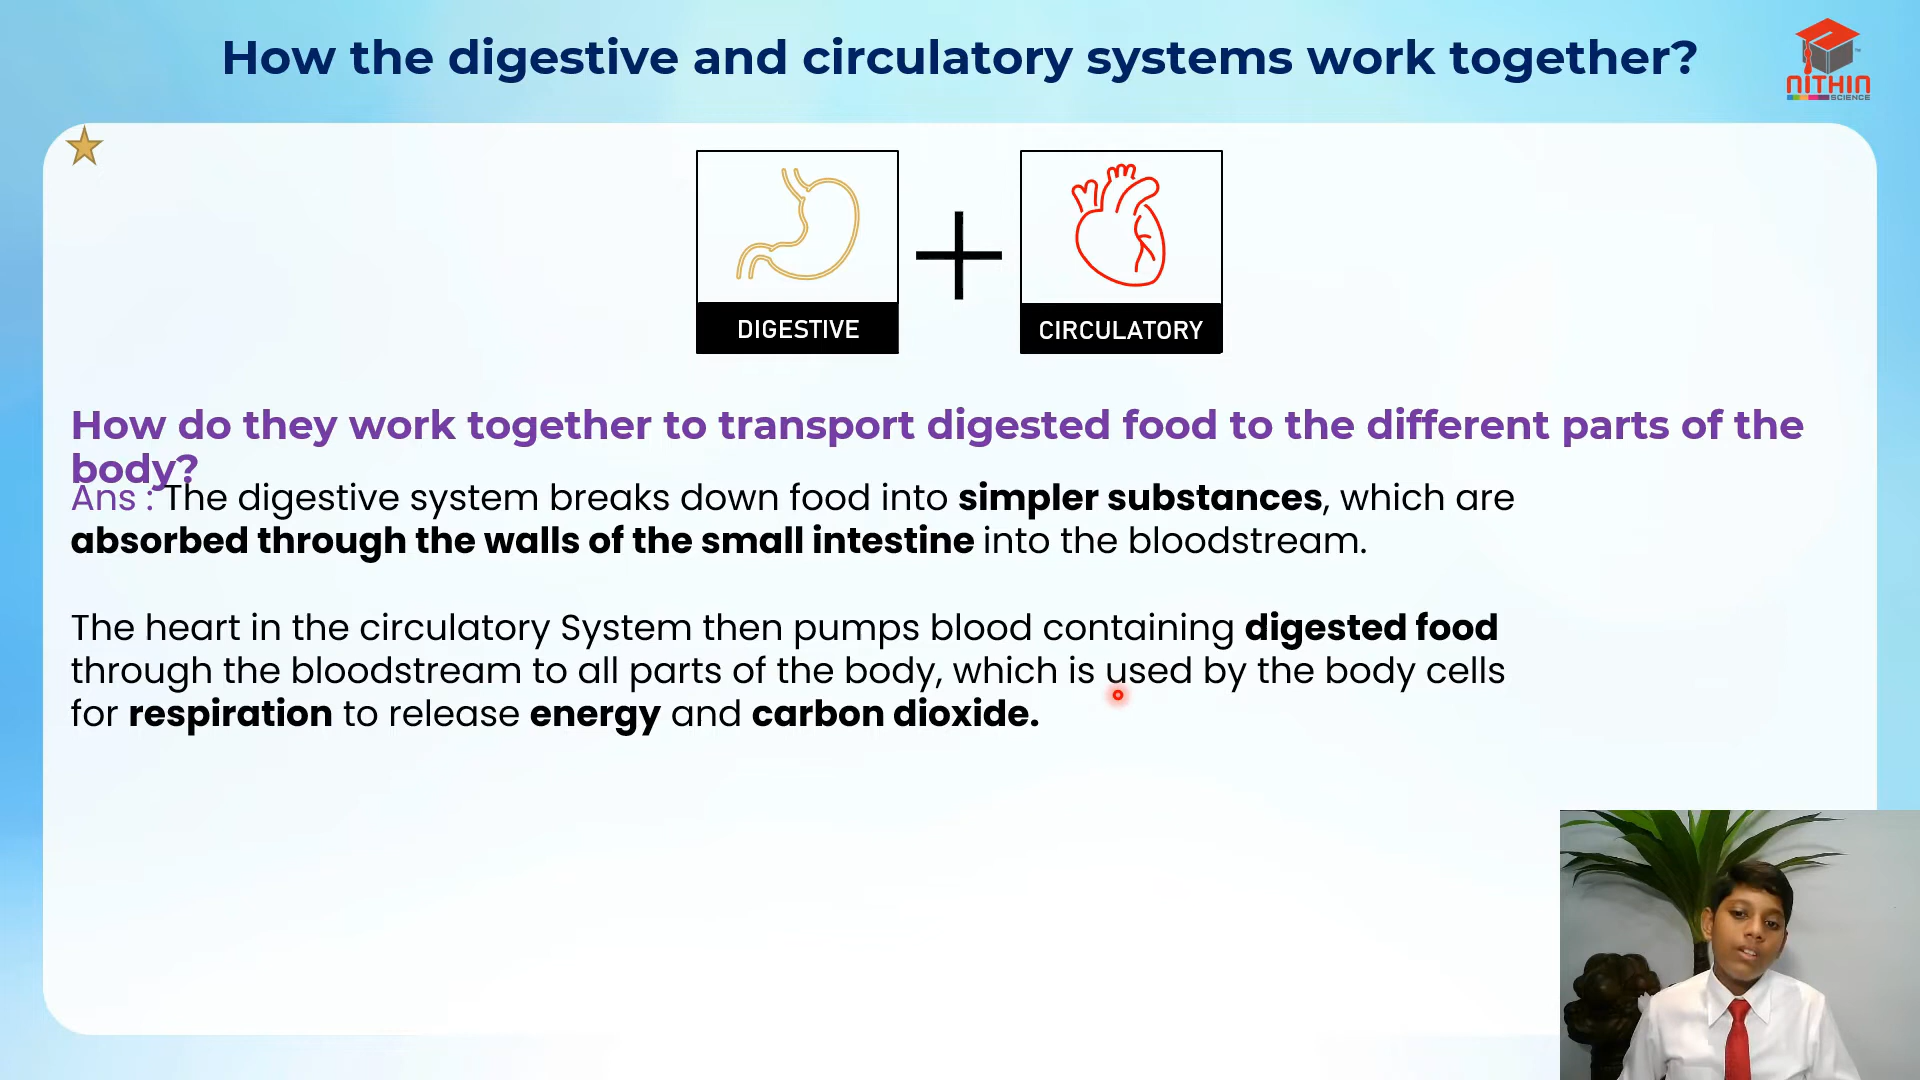 How the digestive and circulatory systems work together?
NITHIN
SCIENCE
DIGESTIVE
CIRCULATORY
How do they work together to transport digested food to the different parts of the
body?
Ans : The digestive system breaks down food into simpler substances, which are
absorbed through the walls of the small intestine into the bloodstream.
The heart in the circulatory System then pumps blood containing digested food
through the bloodstream to all parts of the body, which is used by the body cells
for respiration to release energy and carbon dioxide.